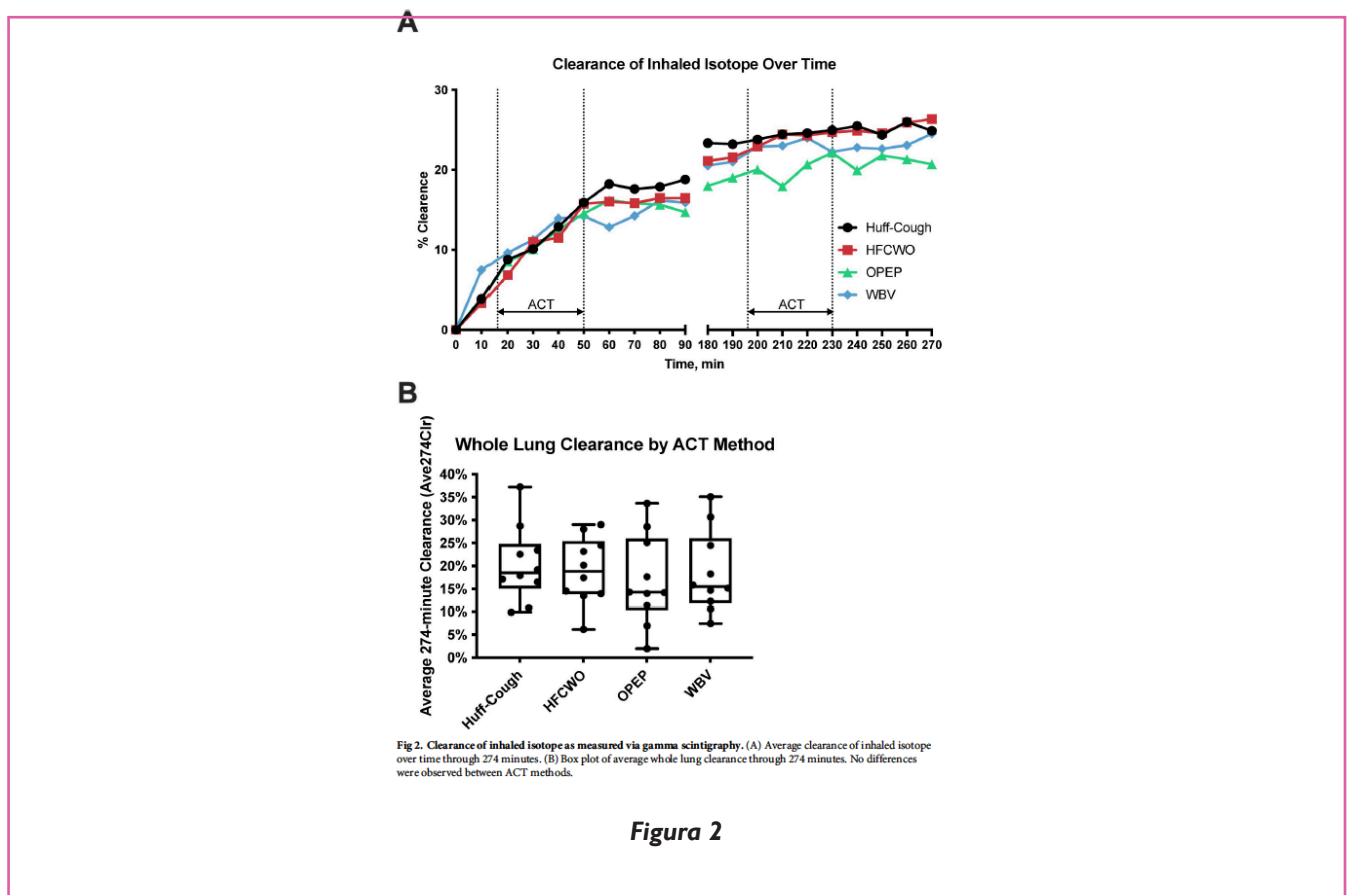 A
Clearance of Inhaled Isotope Over Time
30
20
10
0
% Clearence
ACT
ACT
Huff-Cough
HFCWO
OPEP
WBV
0 10 20 30 40 50 60 70 80 90 180 190 200 210 220 230 240 250 260 270
Time, min
B
Whole Lung Clearance by ACT Method
Average 274-minute Clearance (Ave274Clr)
40%
35%
30%
25%
20%
15%
10%
5%
0%
Huff-Cough
HFCWO
OPEP
WBV
Fig 2. Clearance of inhaled isotope as measured via gamma scintigraphy. (A) Average clearance of inhaled isotope
over time through 274 minutes. (B) Box plot of average whole lung clearance through 274 minutes. No differences
were observed between ACT methods.
Figura 2